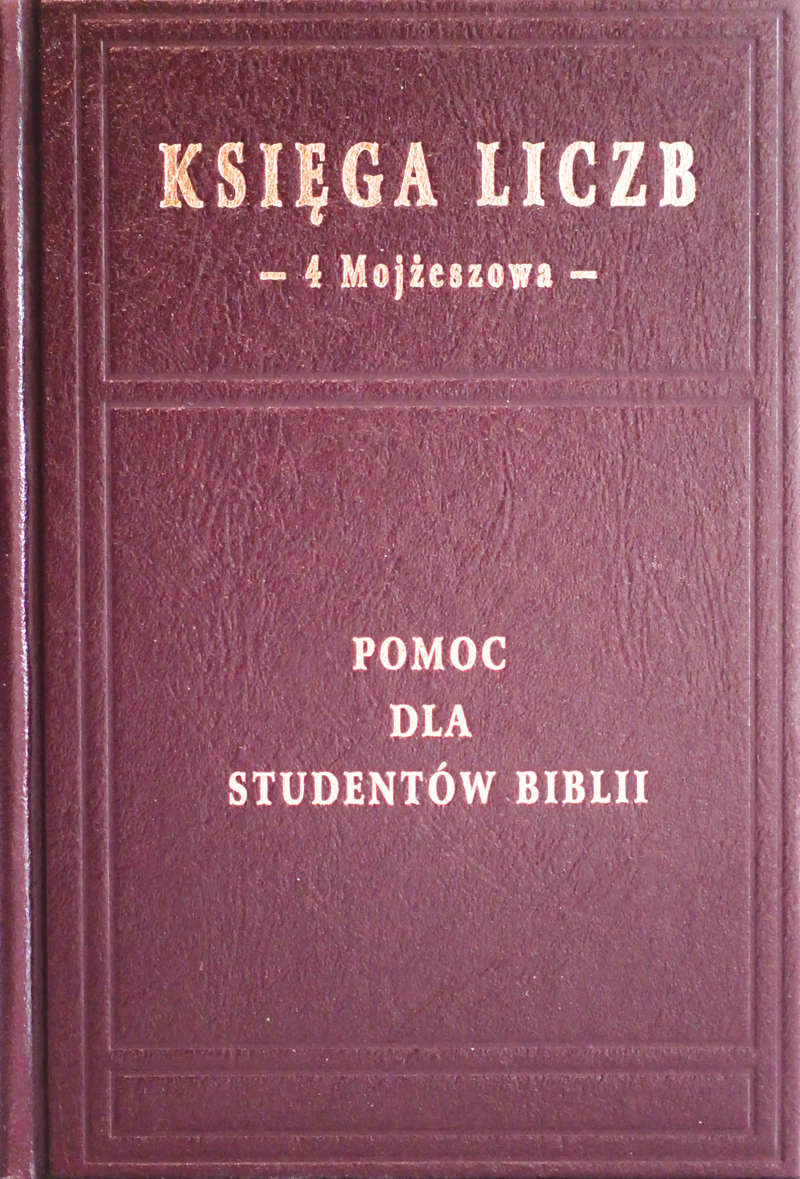 KSIĘGA LICZB
– 4 Mojżeszowa –
POMOC
DLA
STUDENTÓW BIBLII